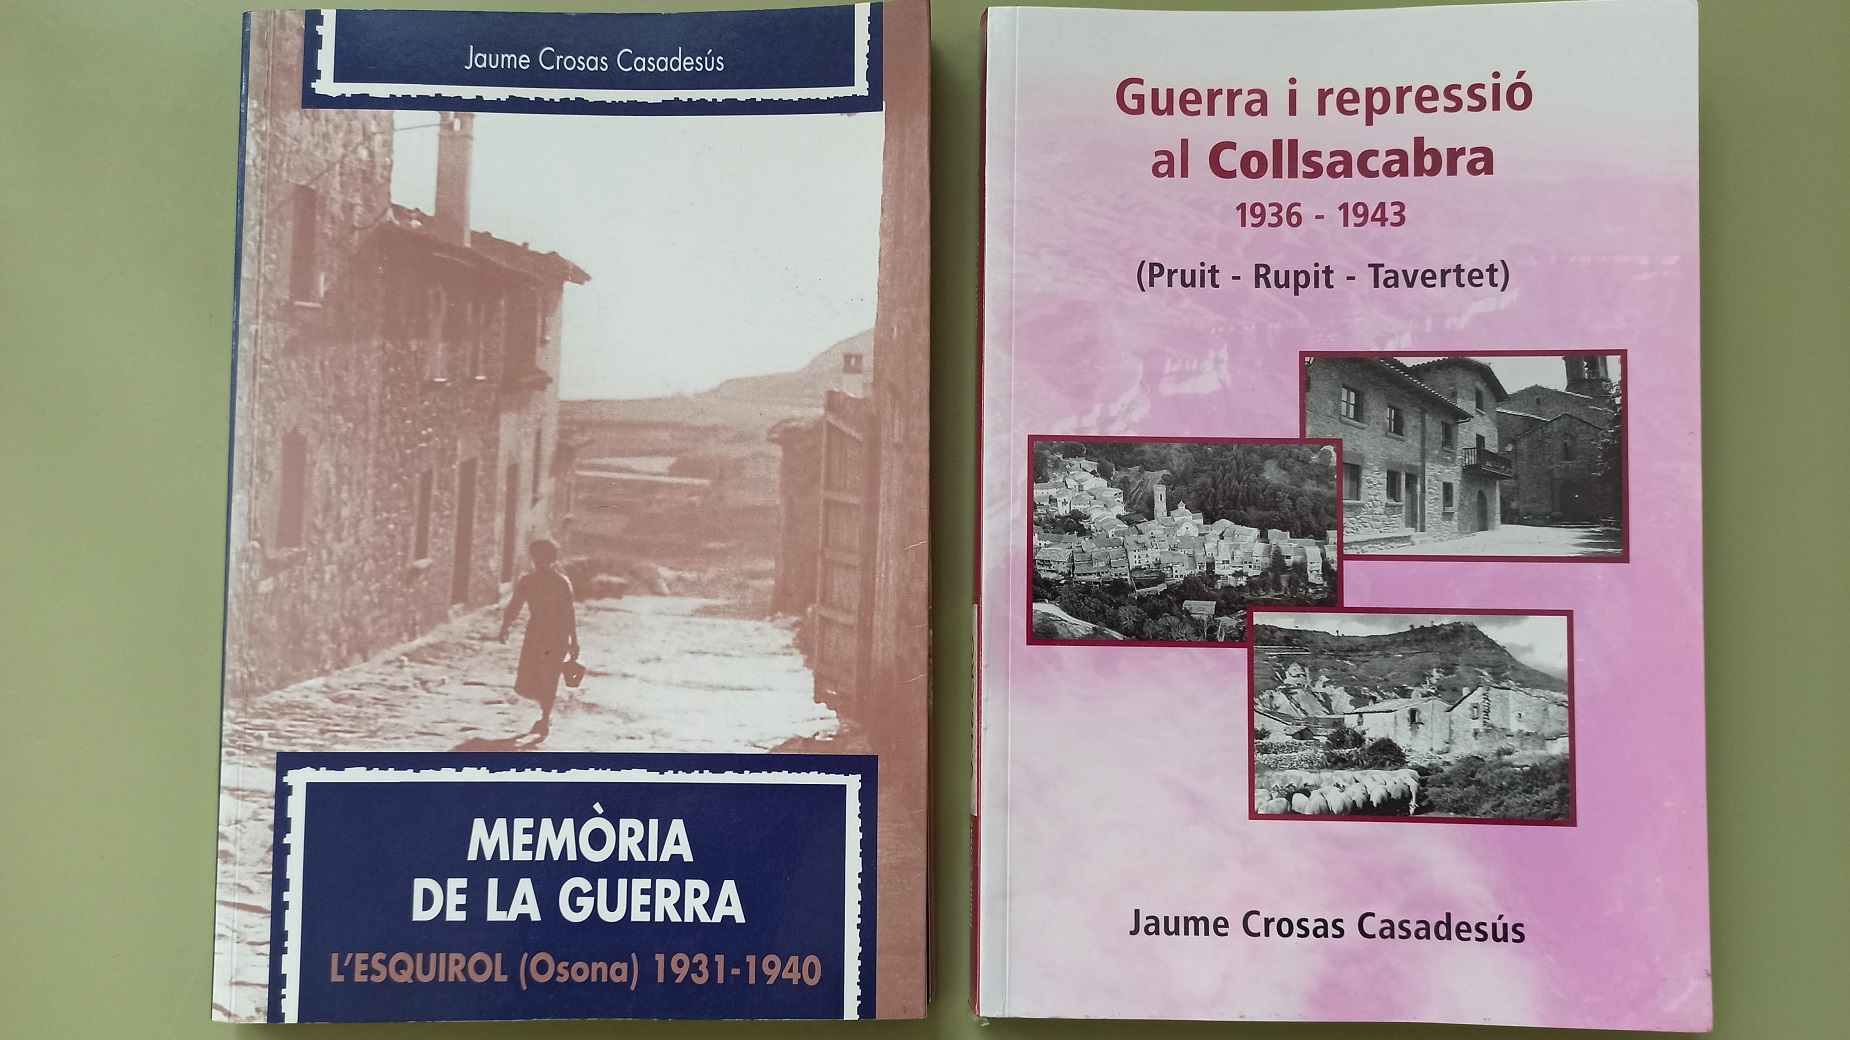 Jaume Crosas Casadesús
MEMÒRIA
DE LA GUERRA
L'ESQUIROL (Osona) 1931-1940
Guerra i repressió
al Collsacabra
1936 - 1943
(Pruit - Rupit - Tavertet)
Jaume Crosas Casadesús